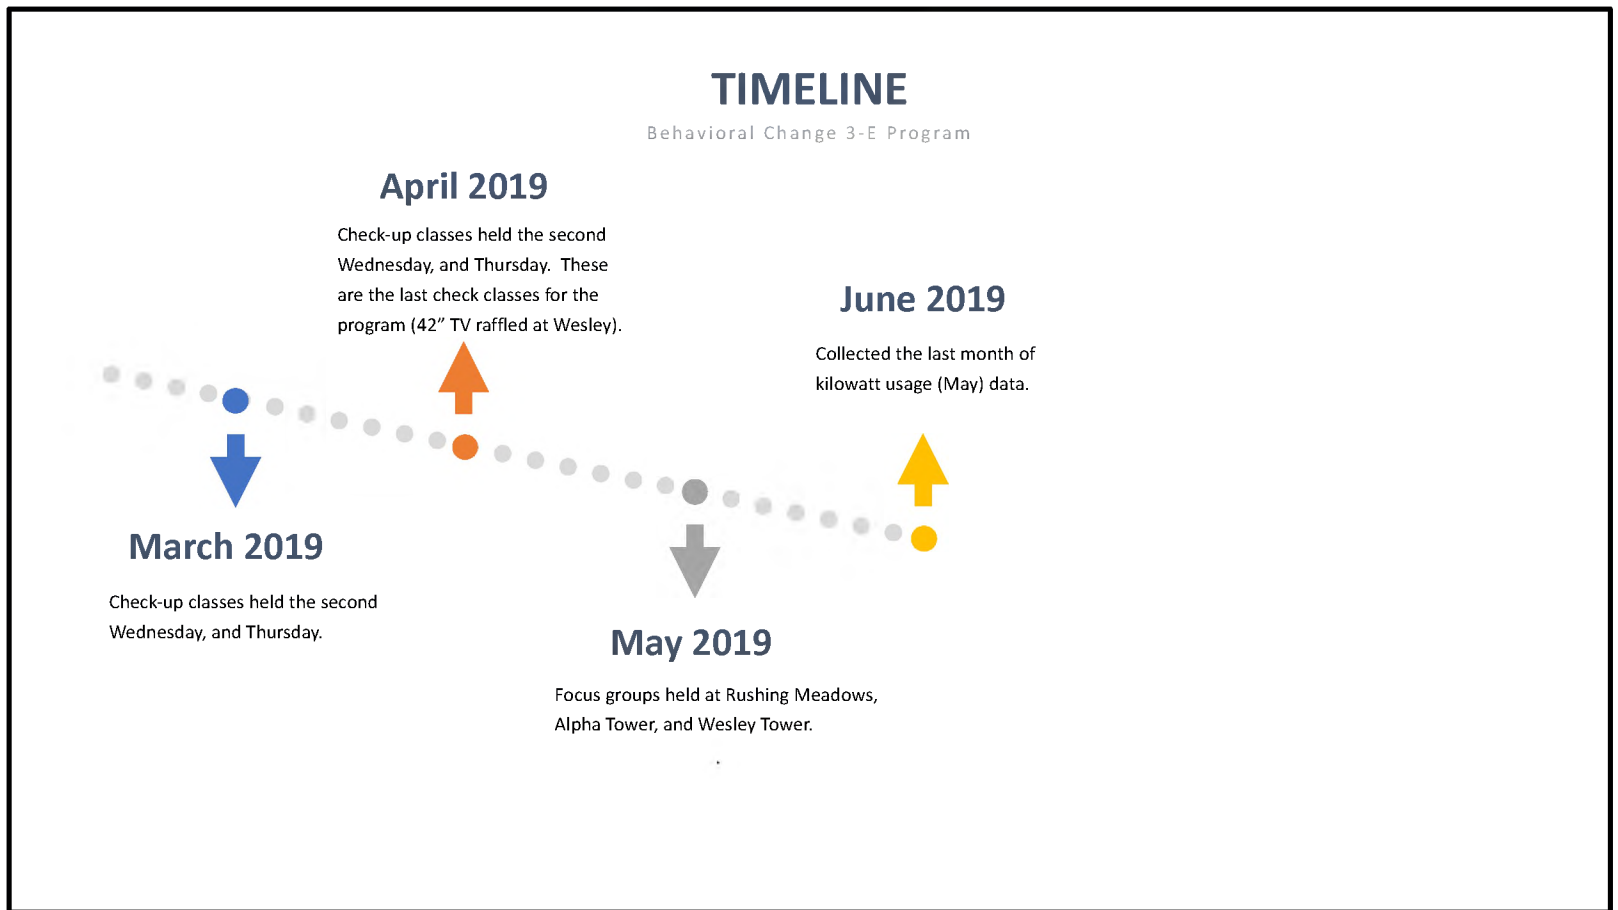 TIMELINE
Behavioral Change 3-E Program
April 2019
Check-up classes held the second
Wednesday, and Thursday.  These
are the last check classes for the
program (42” TV raffled at Wesley).
June 2019
Collected the last month of
kilowatt usage (May) data.
March 2019
Check-up classes held the second
Wednesday, and Thursday.
May 2019
Focus groups held at Rushing Meadows,
Alpha Tower, and Wesley Tower.